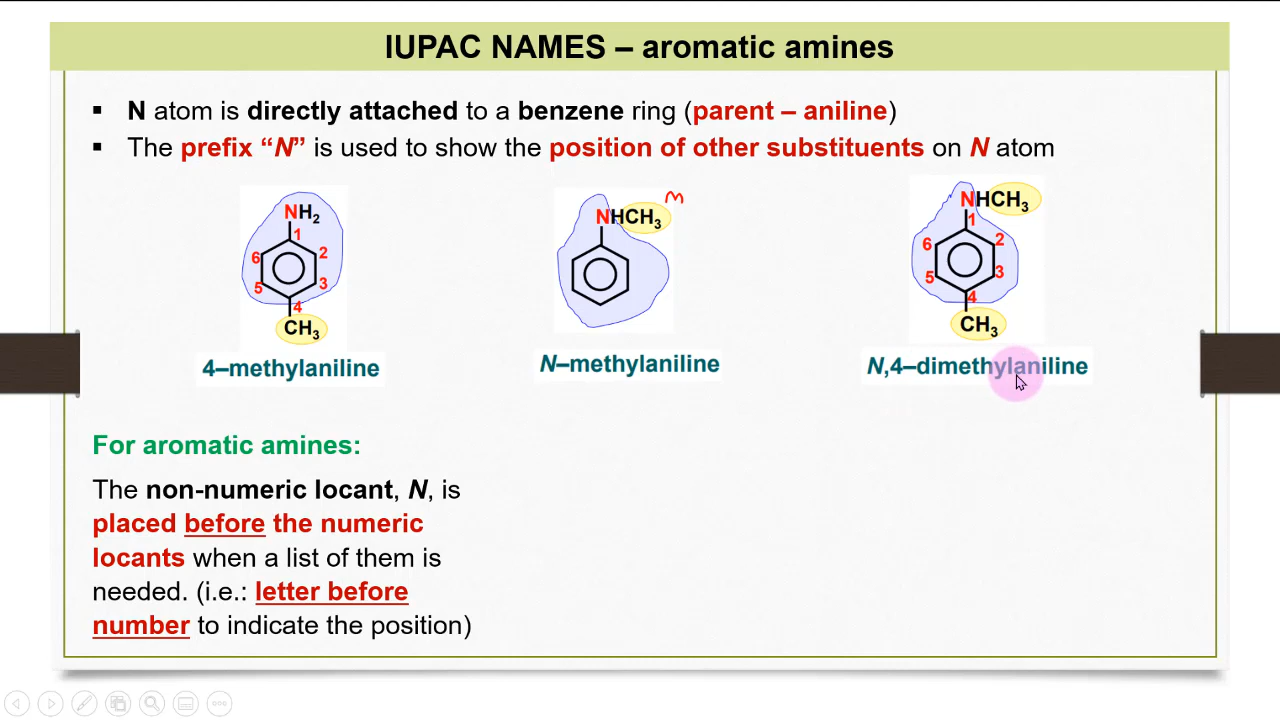 IUPAC NAMES – aromatic amines
▪ N atom is directly attached to a benzene ring (parent – aniline)
▪ The prefix “N” is used to show the position of other substituents on N atom
NH₂
1
2
3
4
5
6
CH₃
4–methylaniline
NHCH₃ m
N–methylaniline
NHCH₃
1
2
3
4
5
6
CH₃
N,4–dimethylaniline
For aromatic amines:
The non-numeric locant, N, is
placed before the numeric
locants when a list of them is
needed. (i.e.: letter before
number to indicate the position)